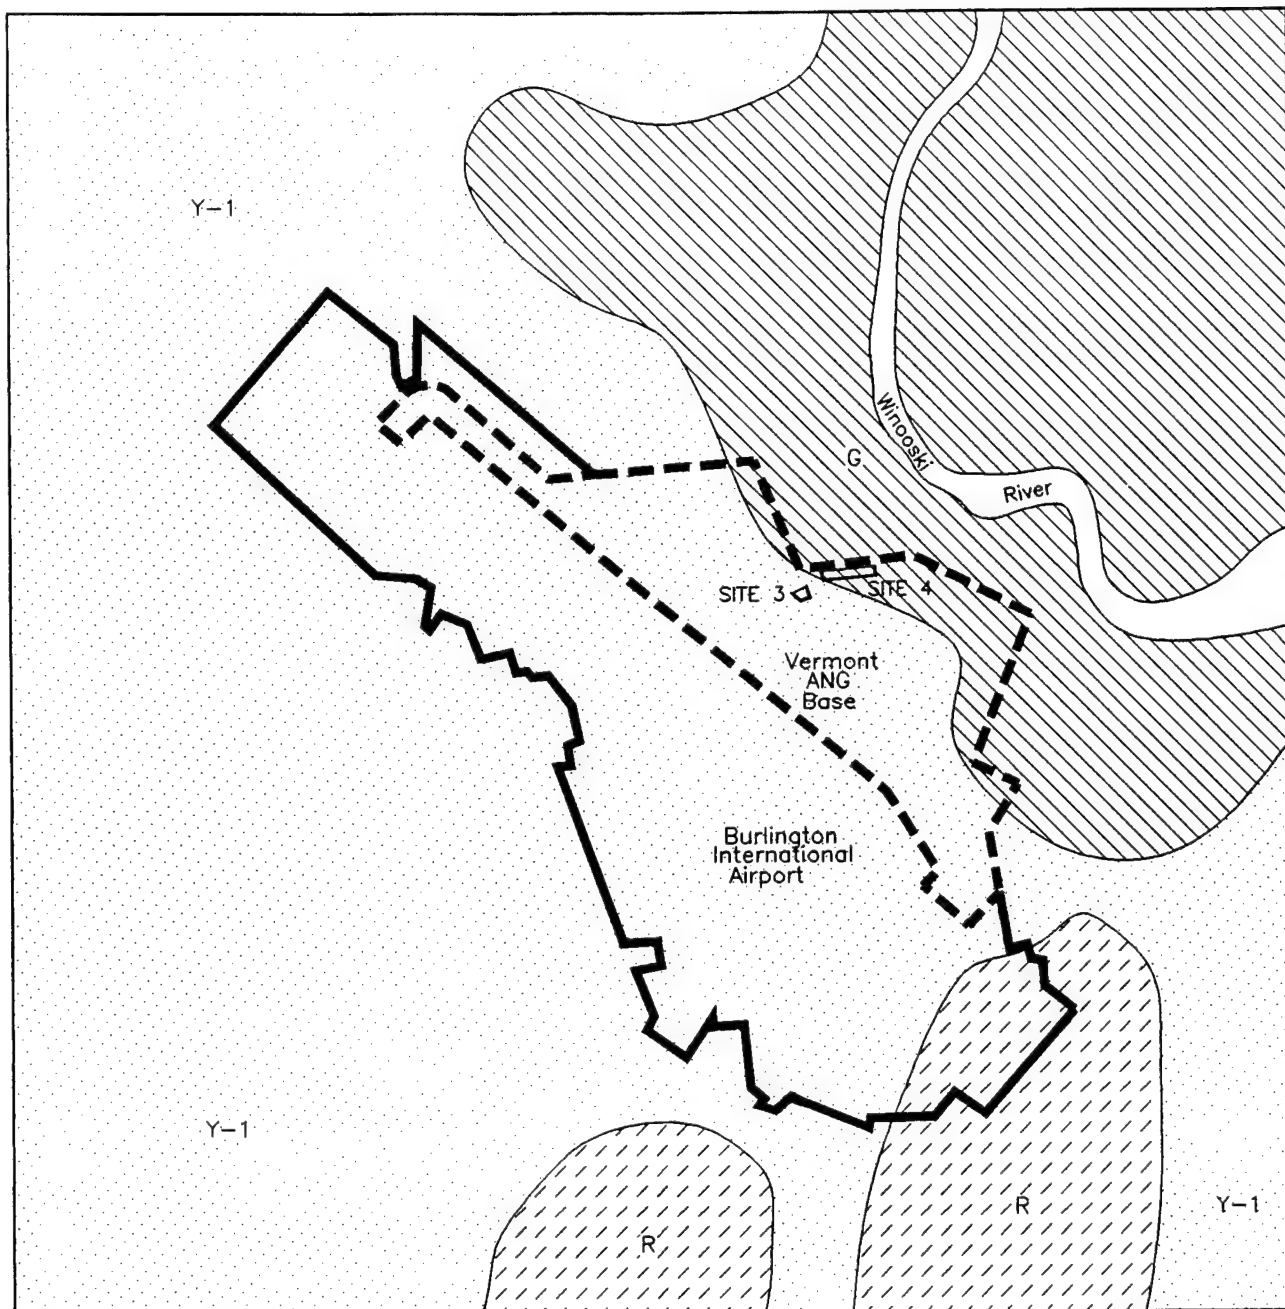 Y-1
Winooski
G
River
SITE 3
SITE 4
Vermont
ANG
Base
Burlington
International
Airport
Y-1
R
Y-1
R